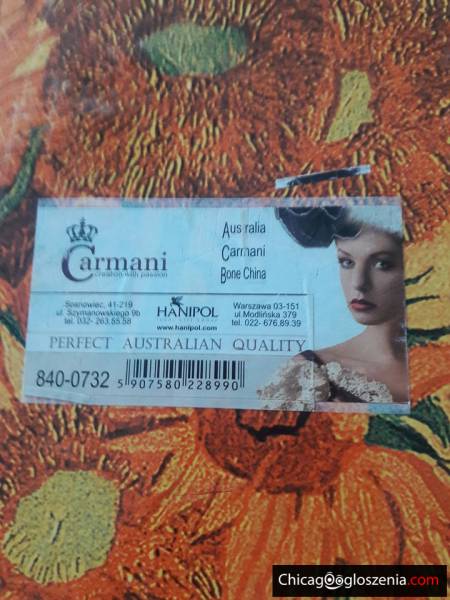 Carmani
creation with passion
Australia
Carmani
Bone China
Sosnowiec, 41-219
ul. Szymanowskiego 9b
tel. 032- 263.55.58
HANIPOL
www.hanipol.com
Warszawa 03-151
ul.Modlińska 379
tel. 022- 676.89.39
PERFECT AUSTRALIAN QUALITY
840-0732
5 907580 228990
Chicagoogloszenia.com